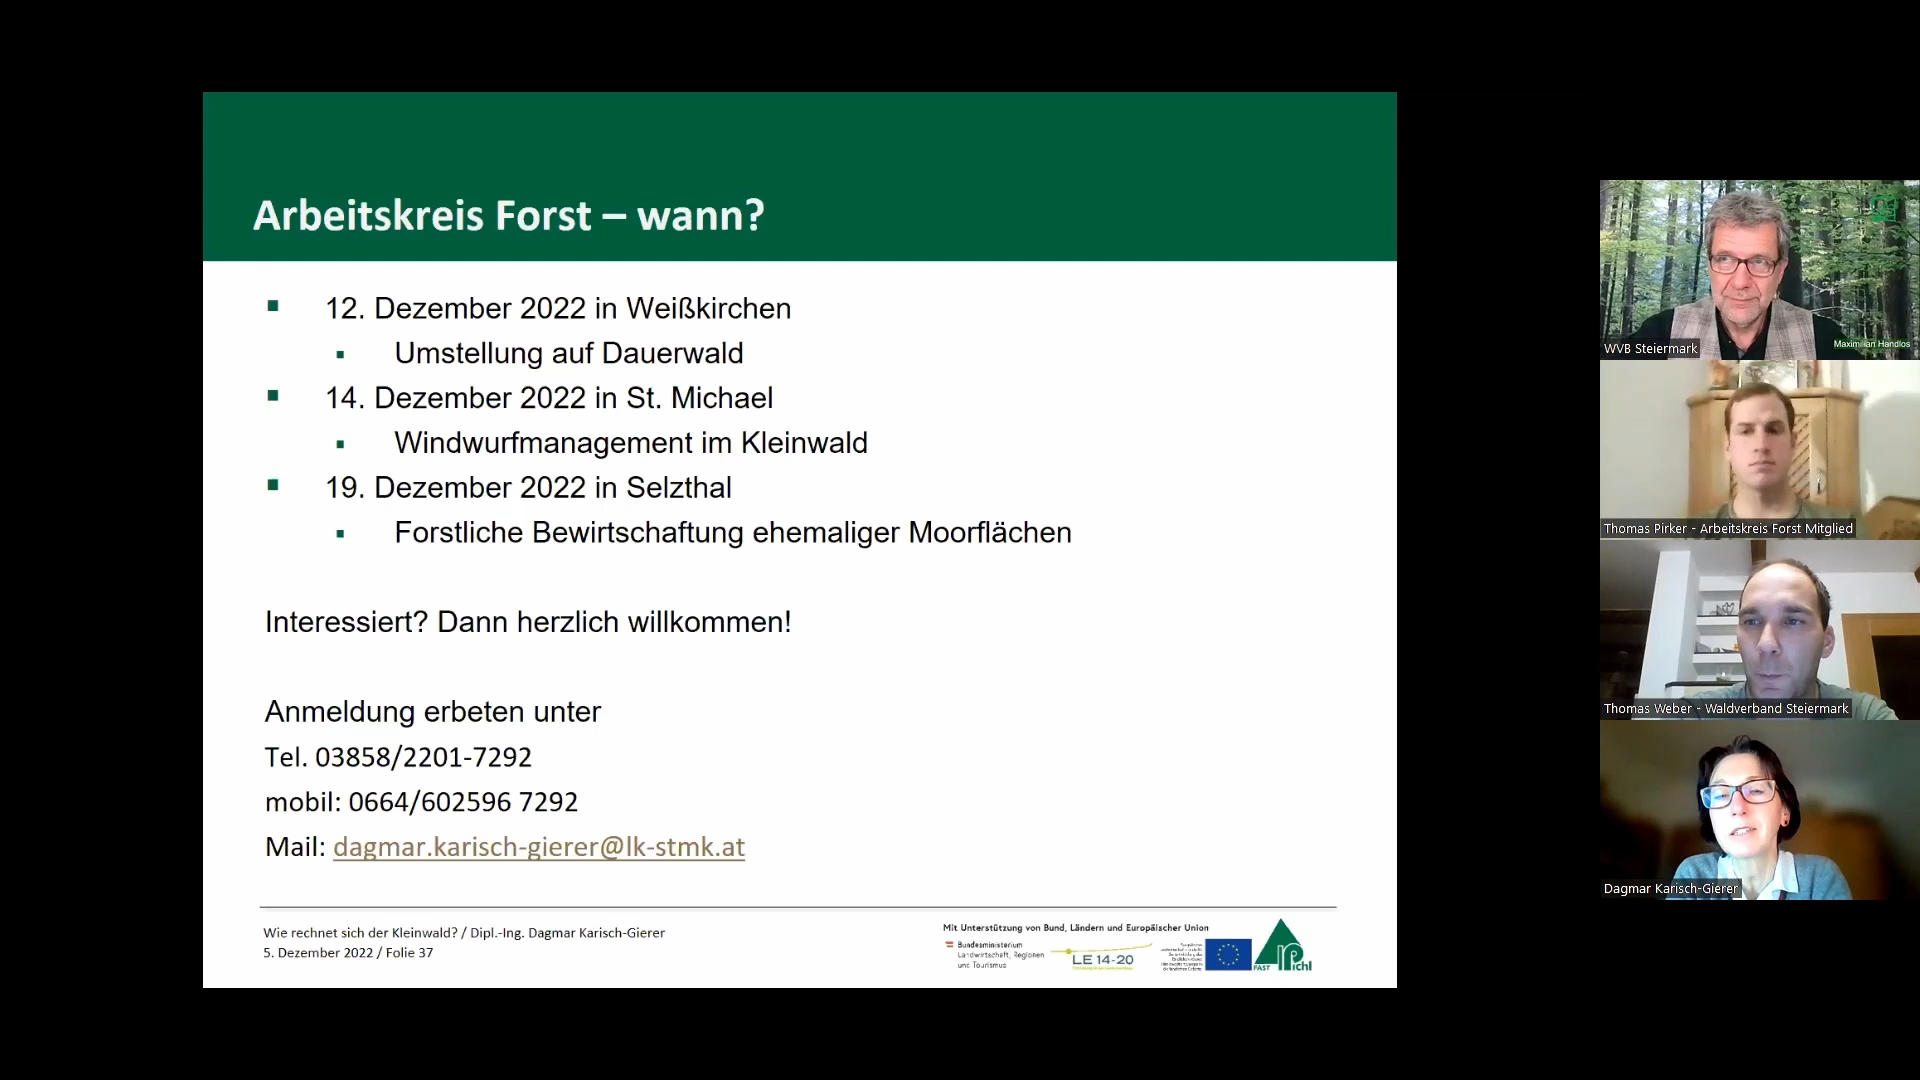 Arbeitskreis Forst – wann?
12. Dezember 2022 in Weißkirchen
Umstellung auf Dauerwald
14. Dezember 2022 in St. Michael
Windwurfmanagement im Kleinwald
19. Dezember 2022 in Selzthal
Forstliche Bewirtschaftung ehemaliger Moorflächen
Interessiert? Dann herzlich willkommen!
Anmeldung erbeten unter
Tel. 03858/2201-7292
mobil: 0664/602596 7292
Mail: dagmar.karisch-gierer@lk-stmk.at
Wie rechnet sich der Kleinwald? / Dipl.-Ing. Dagmar Karisch-Gierer
5. Dezember 2022 / Folie 37
Mit Unterstützung von Bund, Ländern und Europäischer Union
Bundesministerium
Landwirtschaft, Regionen
und Tourismus
LE 14-20
FAST Pichl
Maximilian Handlos
WVB Steiermark
Thomas Pirker - Arbeitskreis Forst Mitglied
Thomas Weber - Waldverband Steiermark
Dagmar Karisch-Gierer